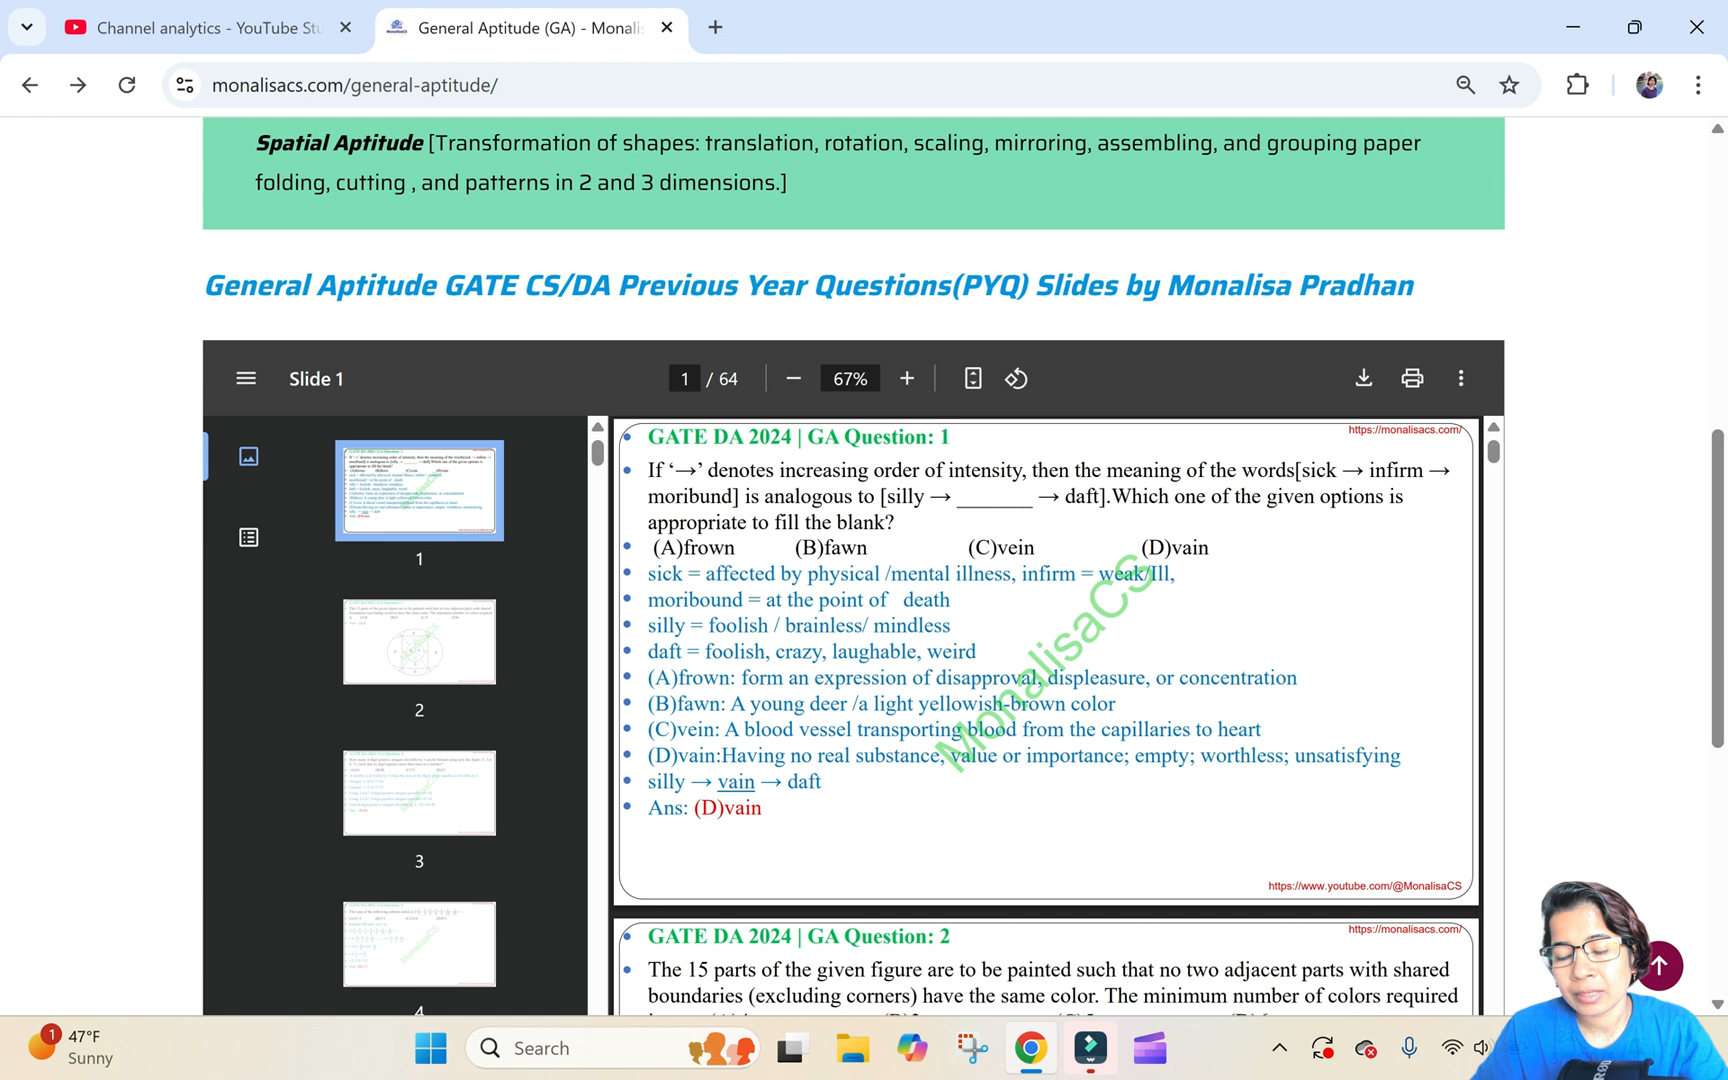 Channel analytics - YouTube Stu
General Aptitude (GA) - Monalis
monalisacs.com/general-aptitude/
Spatial Aptitude [Transformation of shapes: translation, rotation, scaling, mirroring, assembling, and grouping paper
folding, cutting , and patterns in 2 and 3 dimensions.]
General Aptitude GATE CS/DA Previous Year Questions(PYQ) Slides by Monalisa Pradhan
Slide 1
1 / 64
67%
1
2
3
4
GATE DA 2024 | GA Question: 1
https://monalisacs.com/
If ‘→’ denotes increasing order of intensity, then the meaning of the words[sick → infirm →
moribund] is analogous to [silly → _______ → daft].Which one of the given options is
appropriate to fill the blank?
(A)frown (B)fawn (C)vein (D)vain
sick = affected by physical /mental illness, infirm = weak/Ill,
moribound = at the point of death
silly = foolish / brainless/ mindless
daft = foolish, crazy, laughable, weird
(A)frown: form an expression of disapproval, displeasure, or concentration
(B)fawn: A young deer /a light yellowish-brown color
(C)vein: A blood vessel transporting blood from the capillaries to heart
(D)vain:Having no real substance, value or importance; empty; worthless; unsatisfying
silly → vain → daft
Ans: (D)vain
MonalisaCS
https://www.youtube.com/@MonalisaCS
GATE DA 2024 | GA Question: 2
https://monalisacs.com/
The 15 parts of the given figure are to be painted such that no two adjacent parts with shared
boundaries (excluding corners) have the same color. The minimum number of colors required
1
47°F
Sunny
Search